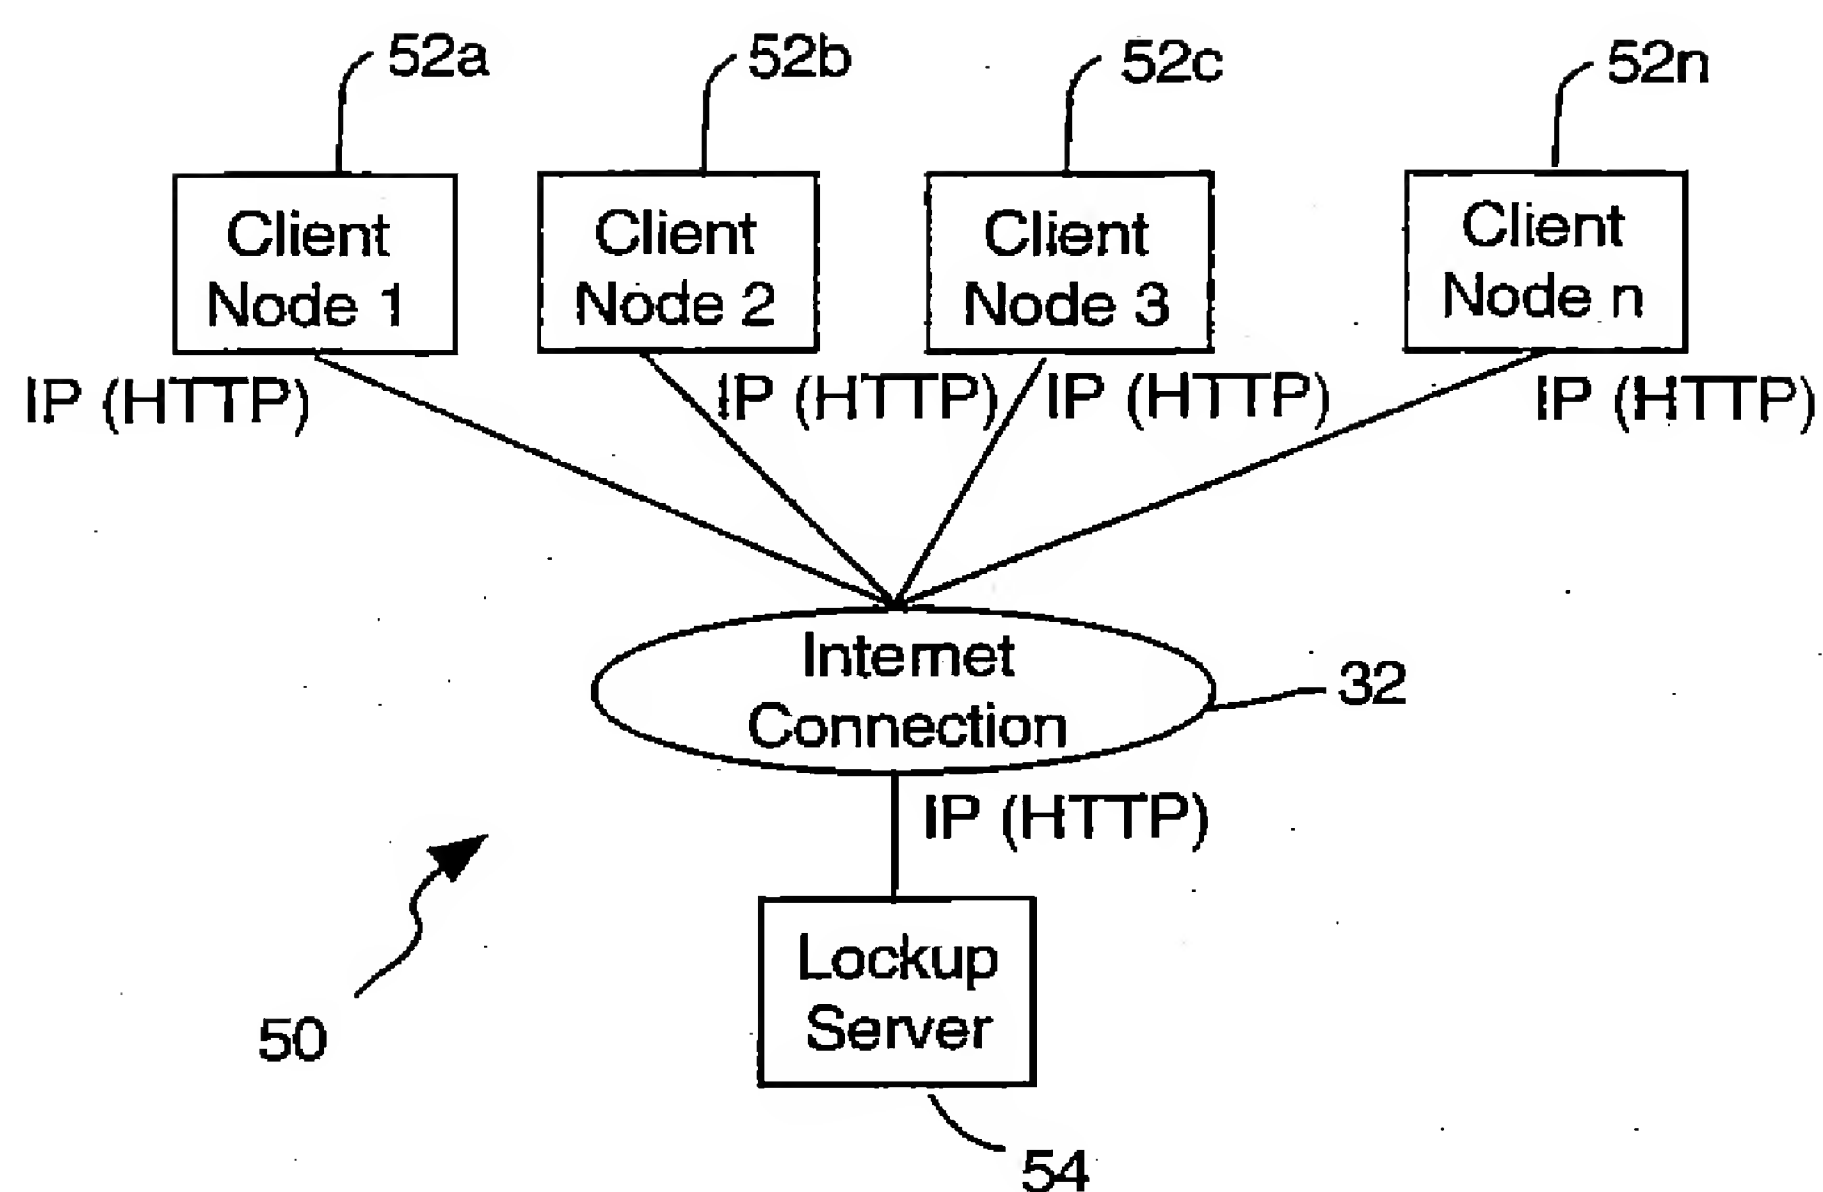 52a
52b
52c
52n
Client
Node 1
Client
Node 2
Client
Node 3
Client
Node n
IP (HTTP)
IP (HTTP)
IP (HTTP)
IP (HTTP)
Internet
Connection
32
IP (HTTP)
Lockup
Server
50
54